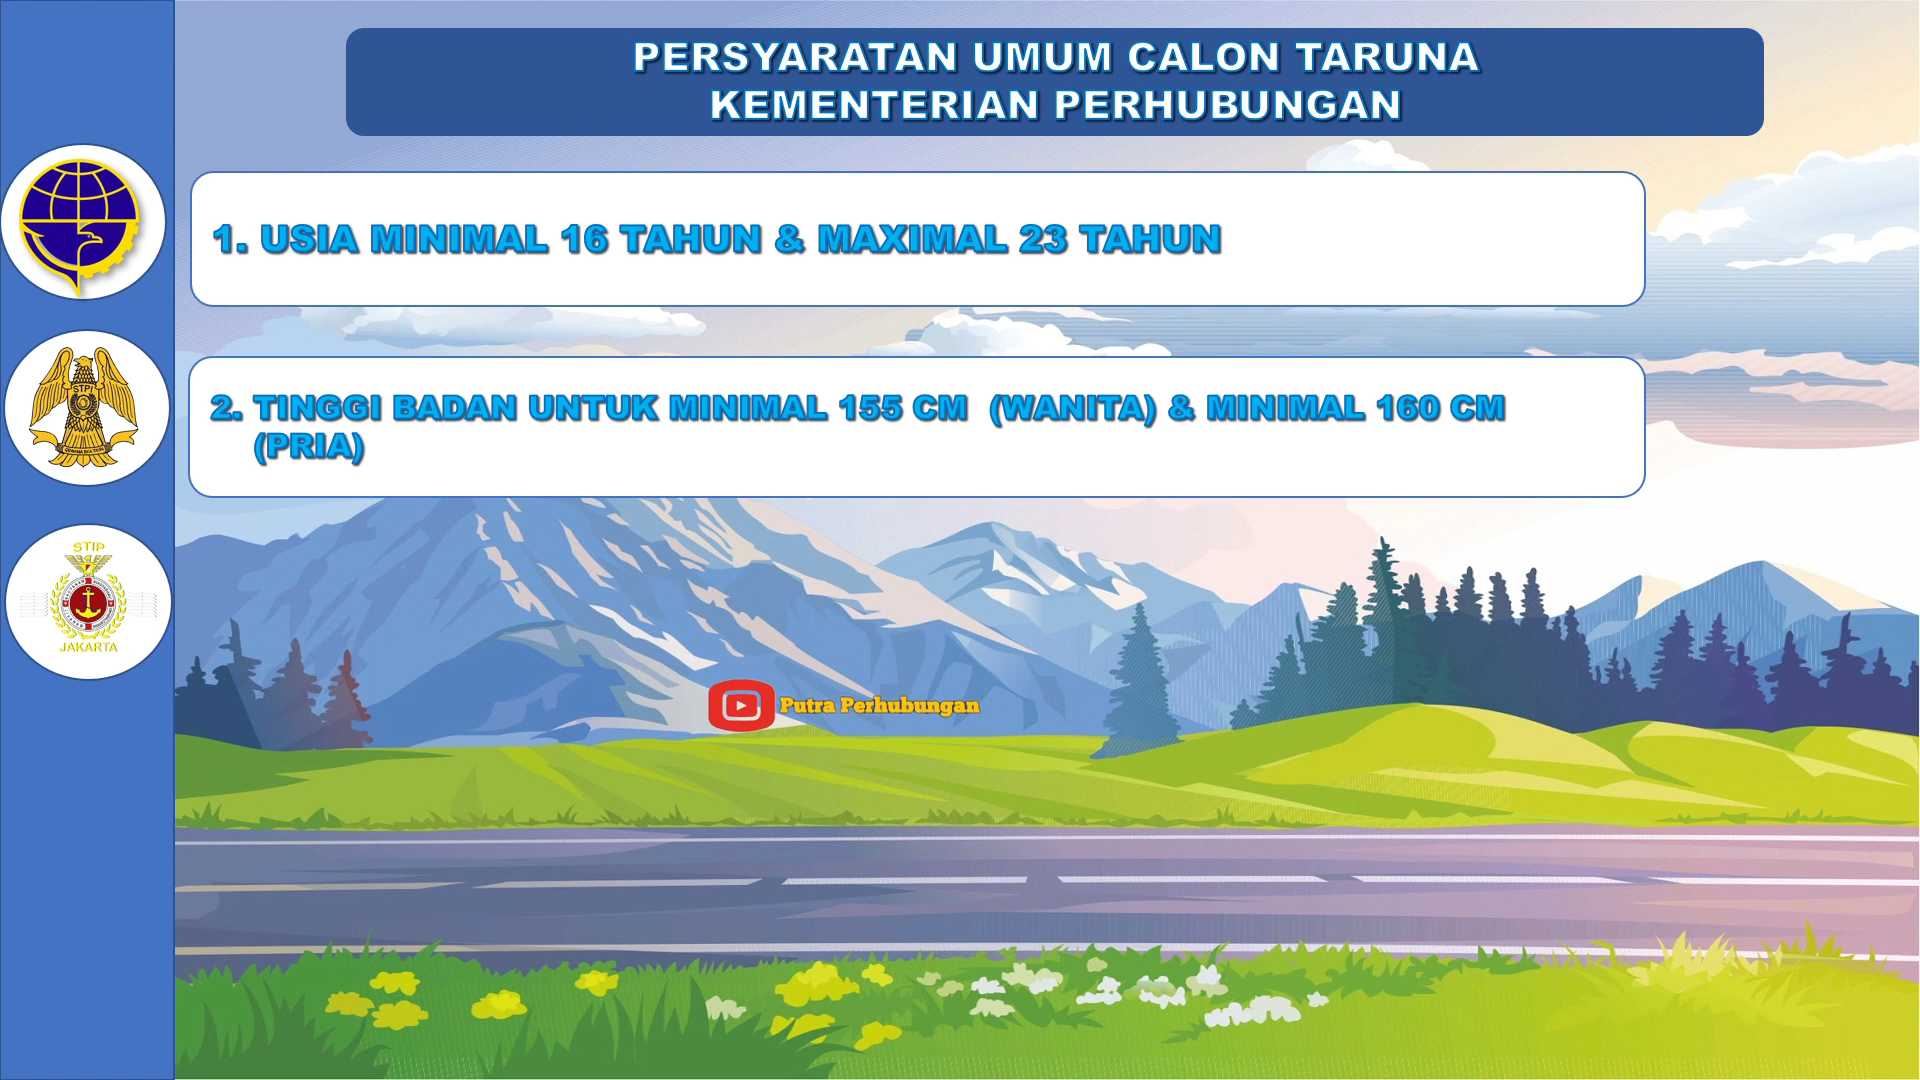 PERSYARATAN UMUM CALON TARUNA
KEMENTERIAN PERHUBUNGAN
1. USIA MINIMAL 16 TAHUN & MAXIMAL 23 TAHUN
2. TINGGI BADAN UNTUK MINIMAL 155 CM (WANITA) & MINIMAL 160 CM
(PRIA)
STPI
STIP
JAKARTA
Putra Perhubungan